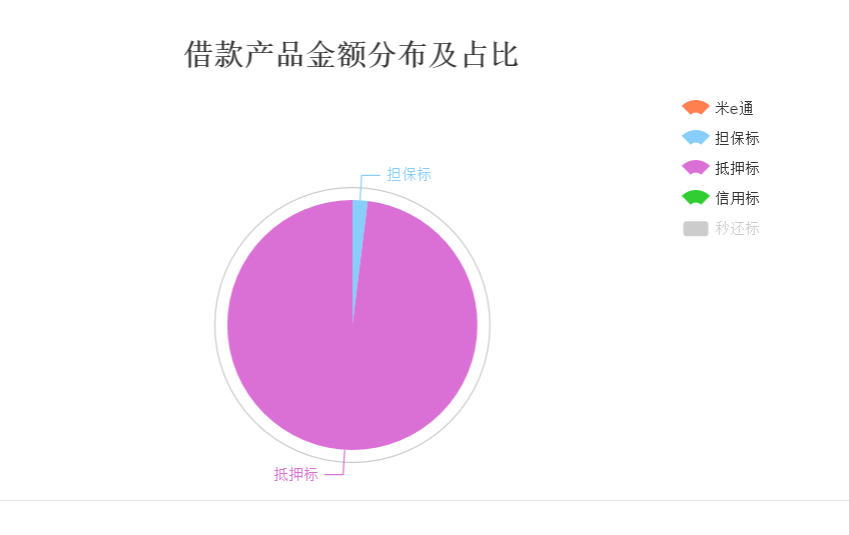 借款产品金额分布及占比
米e通
担保标
抵押标
信用标
秒还标
担保标
抵押标